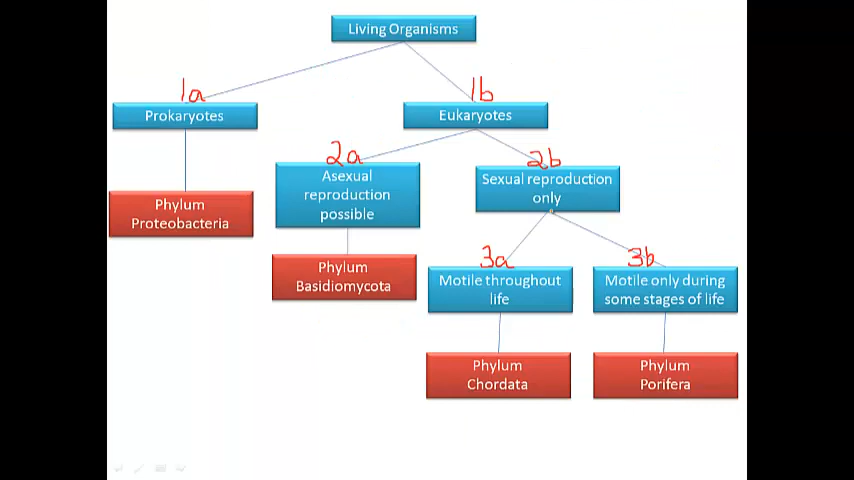 Living Organisms
1a
1b
Prokaryotes
Eukaryotes
2a
2b
Asexual
reproduction
possible
Sexual reproduction
only
Phylum
Proteobacteria
3a
3b
Phylum
Basidiomycota
Motile throughout
life
Motile only during
some stages of life
Phylum
Chordata
Phylum
Porifera